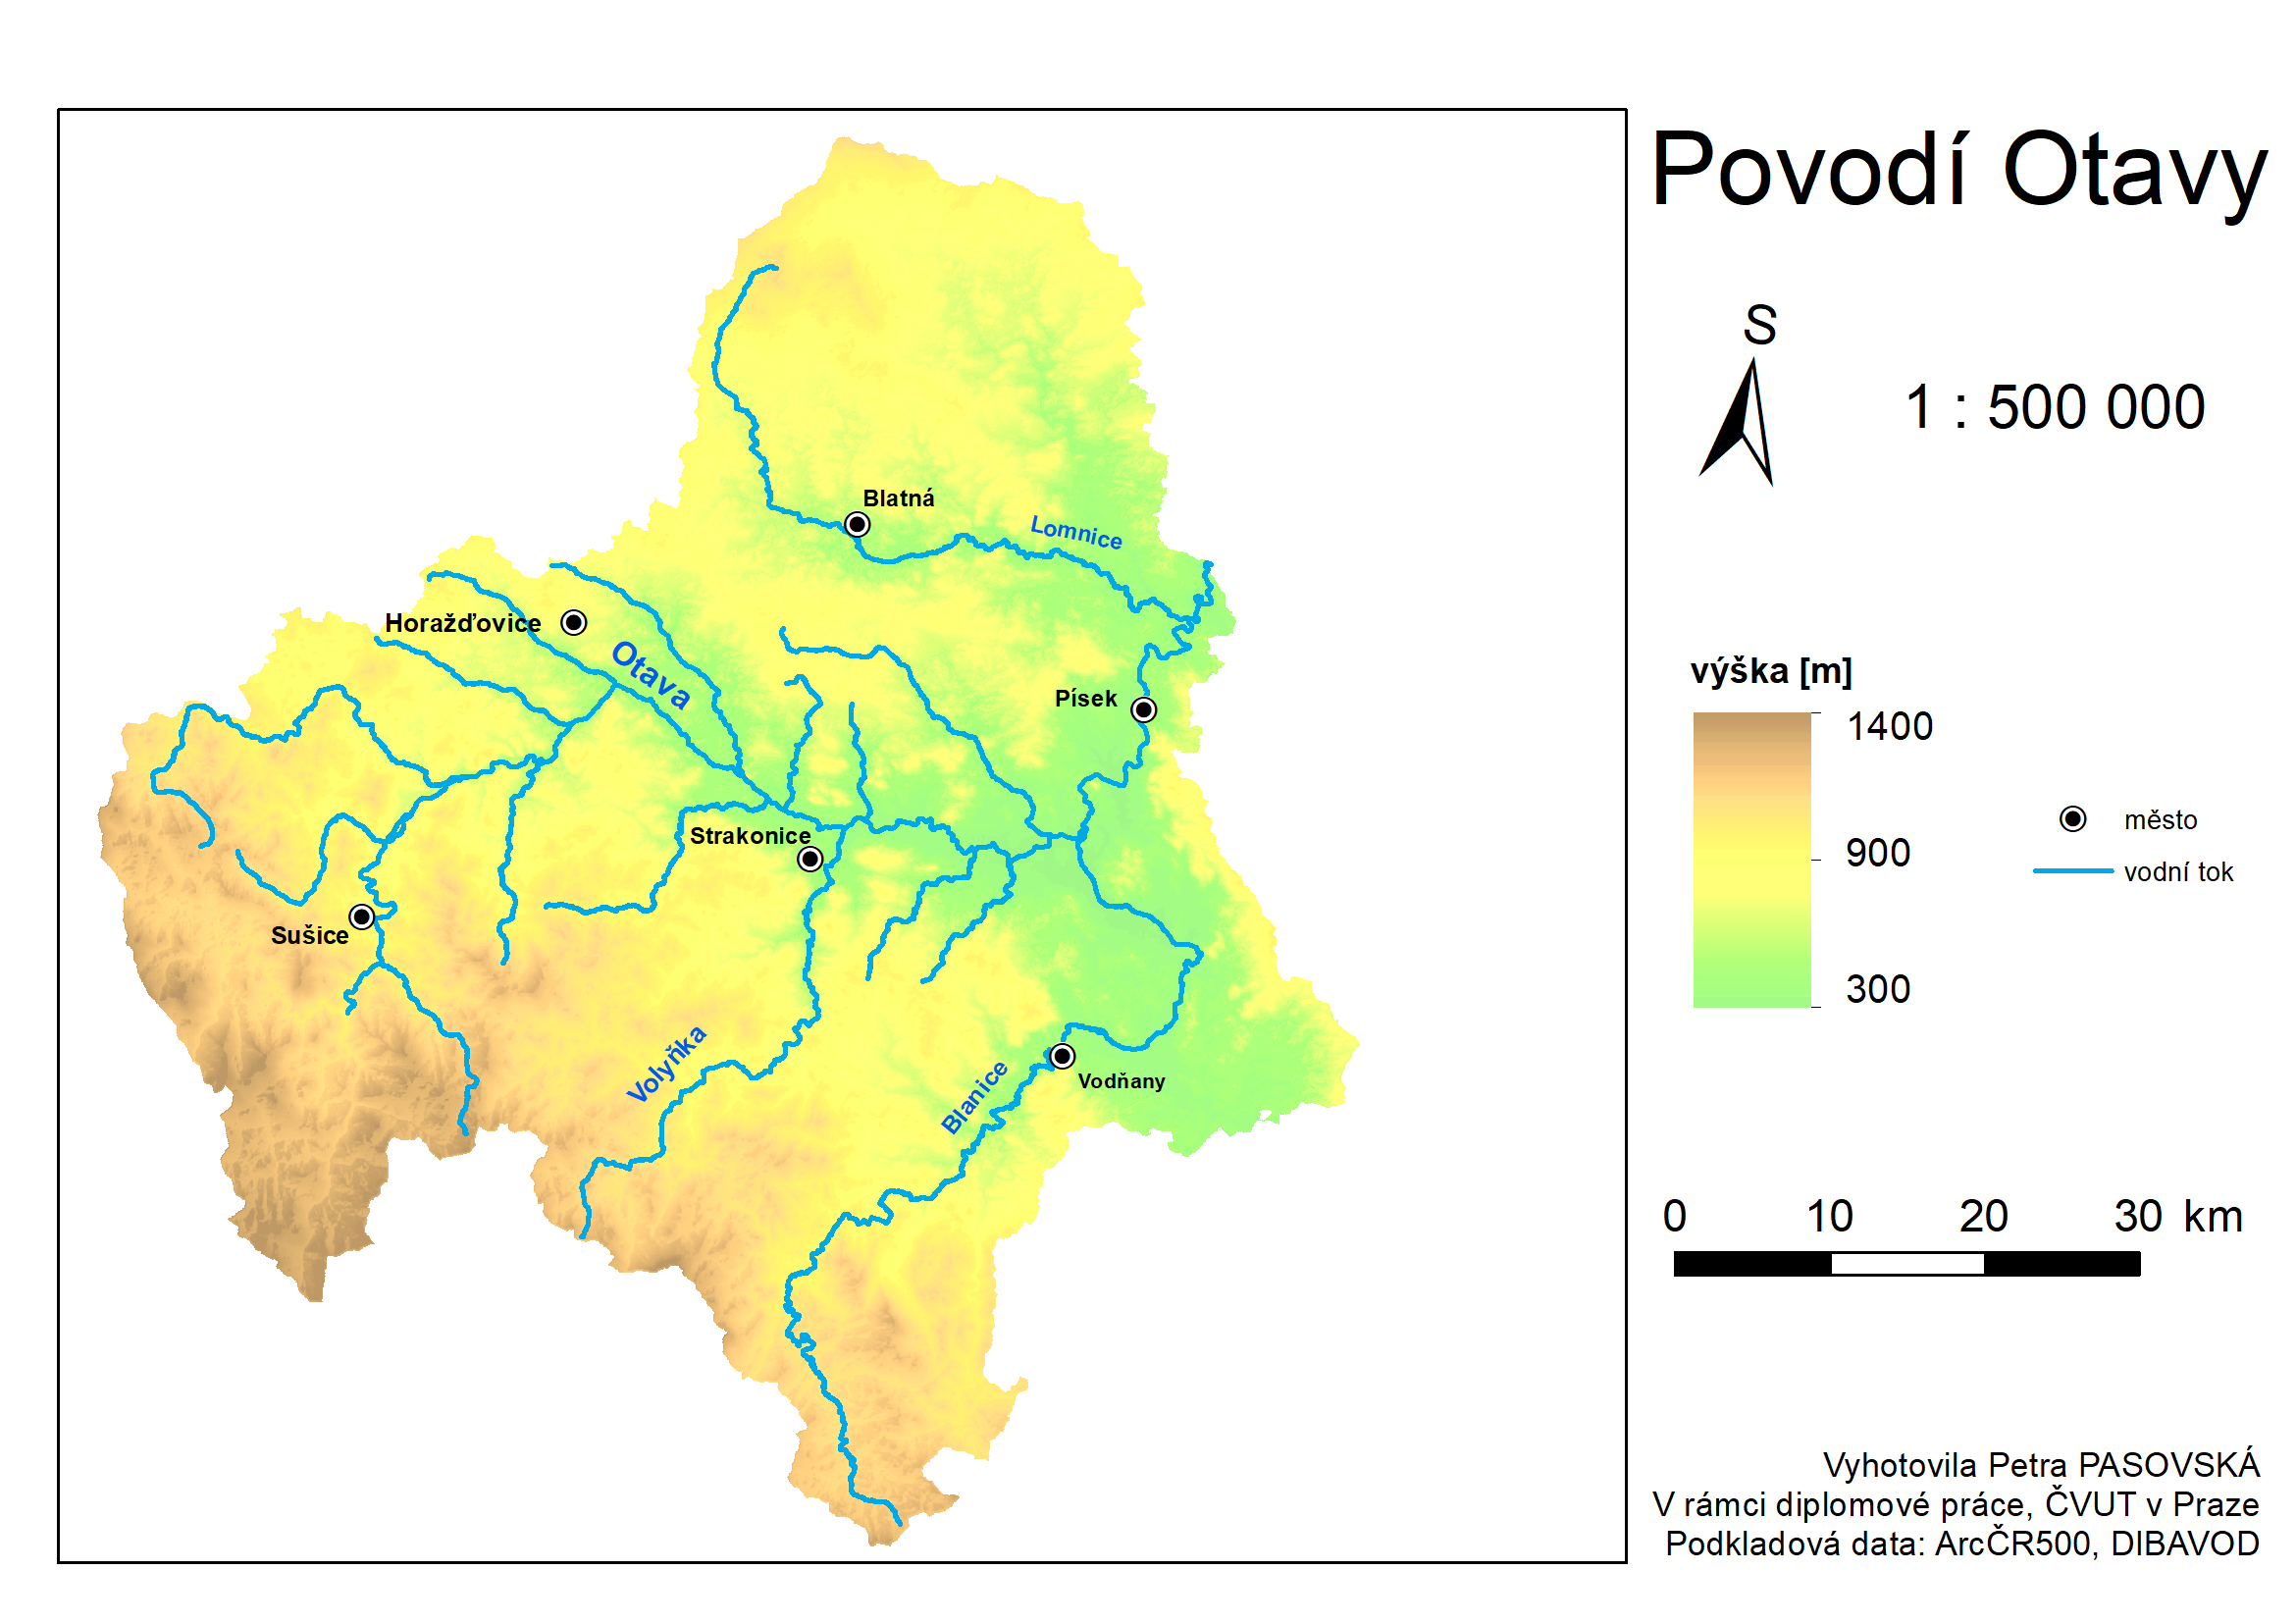 Povodí Otavy
S
1 : 500 000
Blatná
Lomnice
Horažďovice
Otava
Písek
Strakonice
Sušice
Volyňka
Blanice
Vodňany
výška [m]
1400
900
300
město
vodní tok
0 10 20 30 km
Vyhotovila Petra PASOVSKÁ
V rámci diplomové práce, ČVUT v Praze
Podkladová data: ArcČR500, DIBAVOD